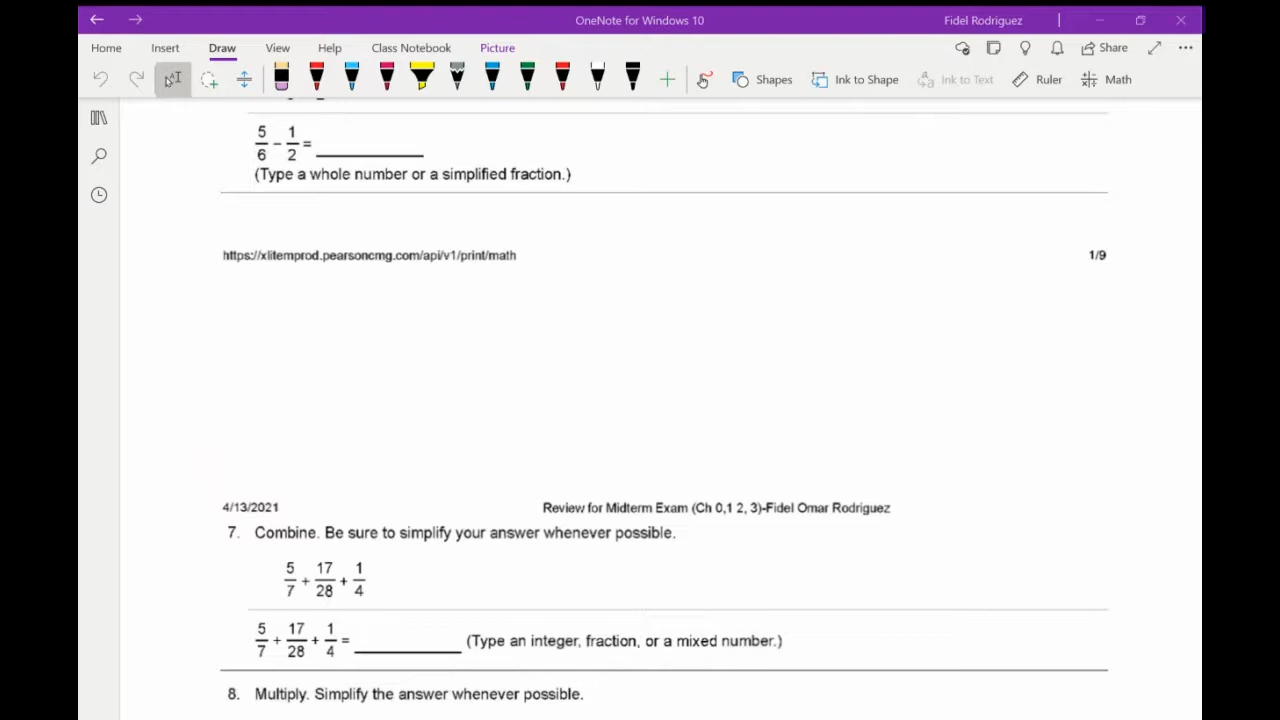 OneNote for Windows 10
Fidel Rodriguez
Home Insert Draw View Help Class Notebook Picture
Share
Shapes Ink to Shape Ink to Text Ruler Math
5/6 - 1/2 = ________
(Type a whole number or a simplified fraction.)
https://xlitemprod.pearsoncmg.com/api/v1/print/math 1/9
4/13/2021 Review for Midterm Exam (Ch 0,1 2, 3)-Fidel Omar Rodriguez
7. Combine. Be sure to simplify your answer whenever possible.
5/7 + 17/28 + 1/4
5/7 + 17/28 + 1/4 = ________ (Type an integer, fraction, or a mixed number.)
8. Multiply. Simplify the answer whenever possible.